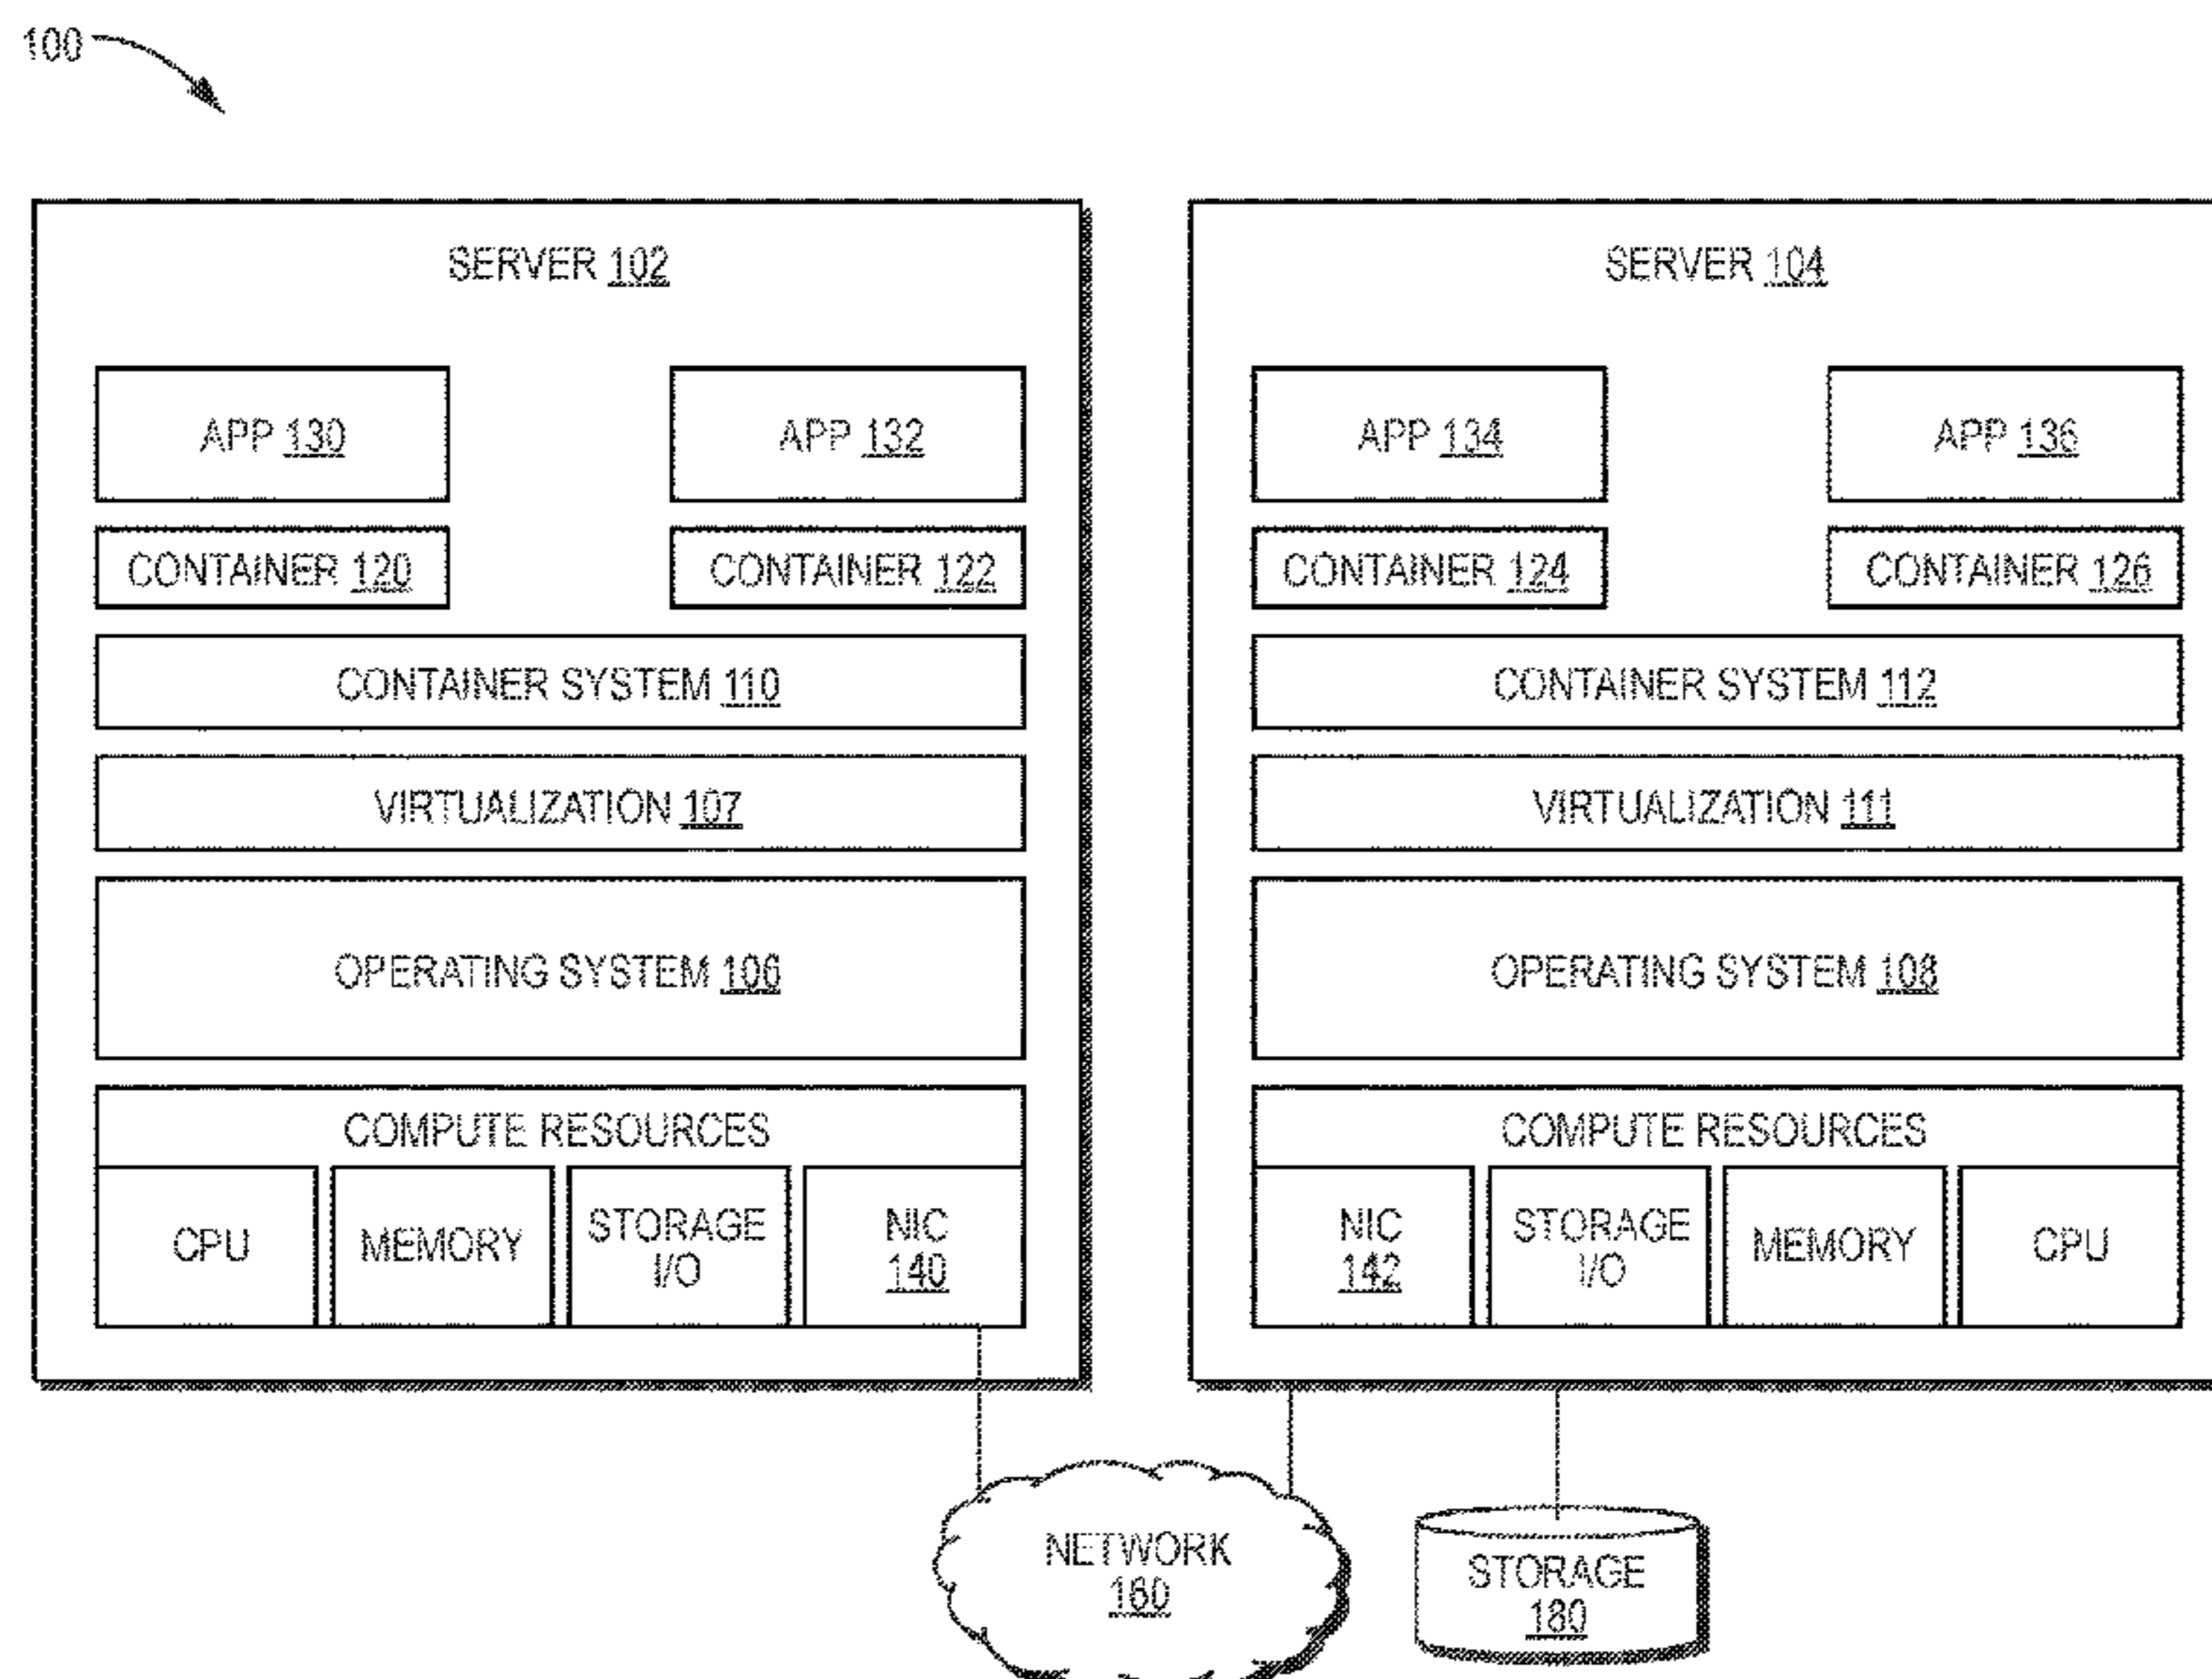 100
SERVER 102
APP 130
APP 132
CONTAINER 120
CONTAINER 122
CONTAINER SYSTEM 110
VIRTUALIZATION 107
OPERATING SYSTEM 106
COMPUTE RESOURCES
CPU
MEMORY
STORAGE
I/O
NIC
140
SERVER 104
APP 134
APP 136
CONTAINER 124
CONTAINER 126
CONTAINER SYSTEM 112
VIRTUALIZATION 111
OPERATING SYSTEM 108
COMPUTE RESOURCES
NIC
142
STORAGE
I/O
MEMORY
CPU
NETWORK
160
STORAGE
180